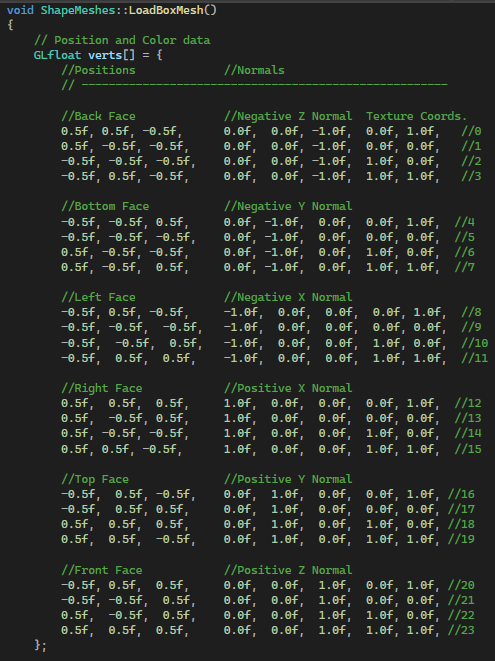 void ShapeMeshes::LoadBoxMesh()
{
// Position and Color data
GLfloat verts[] = {
//Positions //Normals
// ------------------------------------------------------
//Back Face //Negative Z Normal Texture Coords.
0.5f, 0.5f, -0.5f, 0.0f, 0.0f, -1.0f, 0.0f, 1.0f, //0
0.5f, -0.5f, -0.5f, 0.0f, 0.0f, -1.0f, 0.0f, 0.0f, //1
-0.5f, -0.5f, -0.5f, 0.0f, 0.0f, -1.0f, 1.0f, 0.0f, //2
-0.5f, 0.5f, -0.5f, 0.0f, 0.0f, -1.0f, 1.0f, 1.0f, //3
//Bottom Face //Negative Y Normal
-0.5f, -0.5f, 0.5f, 0.0f, -1.0f, 0.0f, 0.0f, 1.0f, //4
-0.5f, -0.5f, -0.5f, 0.0f, -1.0f, 0.0f, 0.0f, 0.0f, //5
0.5f, -0.5f, -0.5f, 0.0f, -1.0f, 0.0f, 1.0f, 0.0f, //6
0.5f, -0.5f, 0.5f, 0.0f, -1.0f, 0.0f, 1.0f, 1.0f, //7
//Left Face //Negative X Normal
-0.5f, 0.5f, -0.5f, -1.0f, 0.0f, 0.0f, 0.0f, 1.0f, //8
-0.5f, -0.5f, -0.5f, -1.0f, 0.0f, 0.0f, 0.0f, 0.0f, //9
-0.5f, -0.5f, 0.5f, -1.0f, 0.0f, 0.0f, 1.0f, 0.0f, //10
-0.5f, 0.5f, 0.5f, -1.0f, 0.0f, 0.0f, 1.0f, 1.0f, //11
//Right Face //Positive X Normal
0.5f, 0.5f, 0.5f, 1.0f, 0.0f, 0.0f, 0.0f, 1.0f, //12
0.5f, -0.5f, 0.5f, 1.0f, 0.0f, 0.0f, 0.0f, 0.0f, //13
0.5f, -0.5f, -0.5f, 1.0f, 0.0f, 0.0f, 1.0f, 0.0f, //14
0.5f, 0.5f, -0.5f, 1.0f, 0.0f, 0.0f, 1.0f, 1.0f, //15
//Top Face //Positive Y Normal
-0.5f, 0.5f, -0.5f, 0.0f, 1.0f, 0.0f, 0.0f, 1.0f, //16
-0.5f, 0.5f, 0.5f, 0.0f, 1.0f, 0.0f, 0.0f, 0.0f, //17
0.5f, 0.5f, 0.5f, 0.0f, 1.0f, 0.0f, 1.0f, 0.0f, //18
0.5f, 0.5f, -0.5f, 0.0f, 1.0f, 0.0f, 1.0f, 1.0f, //19
//Front Face //Positive Z Normal
-0.5f, 0.5f, 0.5f, 0.0f, 0.0f, 1.0f, 0.0f, 1.0f, //20
-0.5f, -0.5f, 0.5f, 0.0f, 0.0f, 1.0f, 0.0f, 0.0f, //21
0.5f, -0.5f, 0.5f, 0.0f, 0.0f, 1.0f, 1.0f, 0.0f, //22
0.5f, 0.5f, 0.5f, 0.0f, 0.0f, 1.0f, 1.0f, 1.0f, //23
};